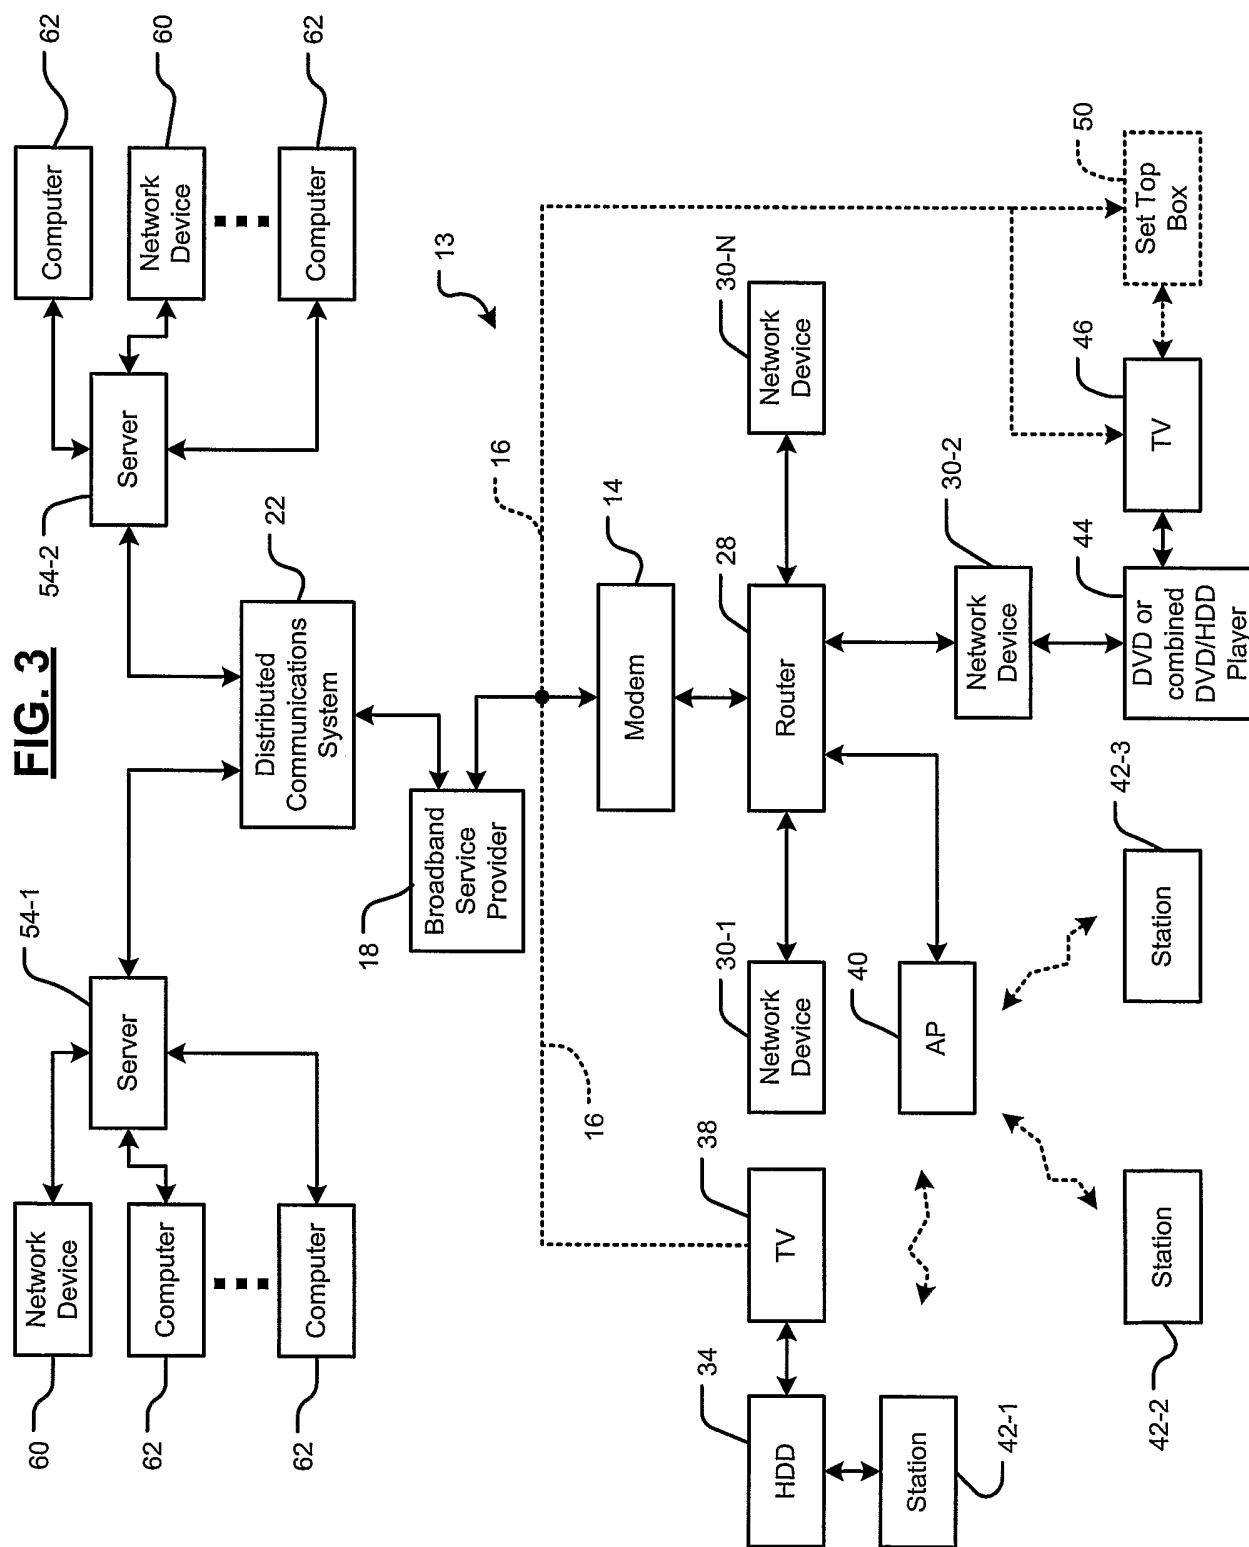 FIG. 3
60
Network
Device
62
Computer
62
Computer
Server
54-1
54-2
Server
Computer
62
Network
Device
60
Computer
62
Distributed
Communications
System
22
18
Broadband
Service
Provider
13
16
16
Modem
14
34
HDD
TV
38
Network
Device
30-1
Router
28
Network
Device
30-N
Station
42-1
AP
40
Network
Device
30-2
Station
42-2
Station
42-3
DVD or
combined
DVD/HDD
Player
44
TV
46
Set Top
Box
50